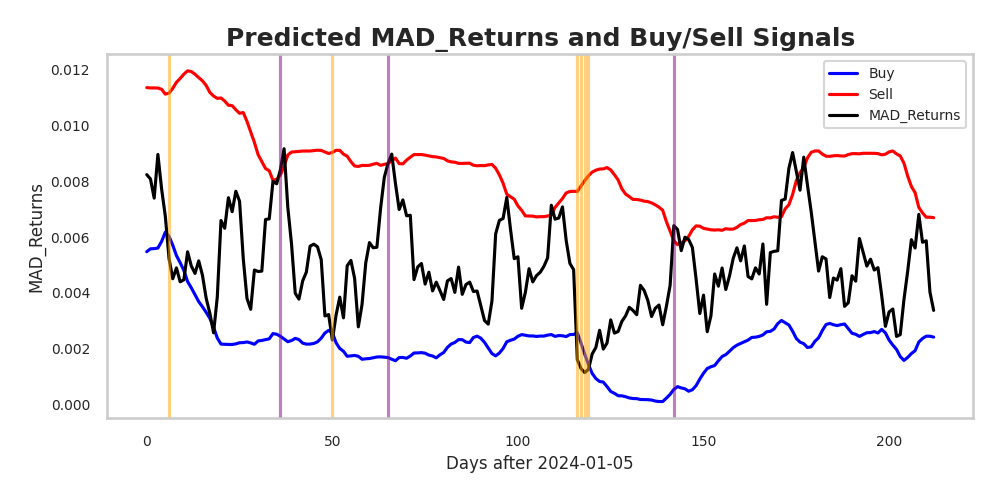 Predicted MAD_Returns and Buy/Sell Signals
Buy
Sell
MAD_Returns
MAD_Returns
0.012
0.010
0.008
0.006
0.004
0.002
0.000
0 50 100 150 200
Days after 2024-01-05